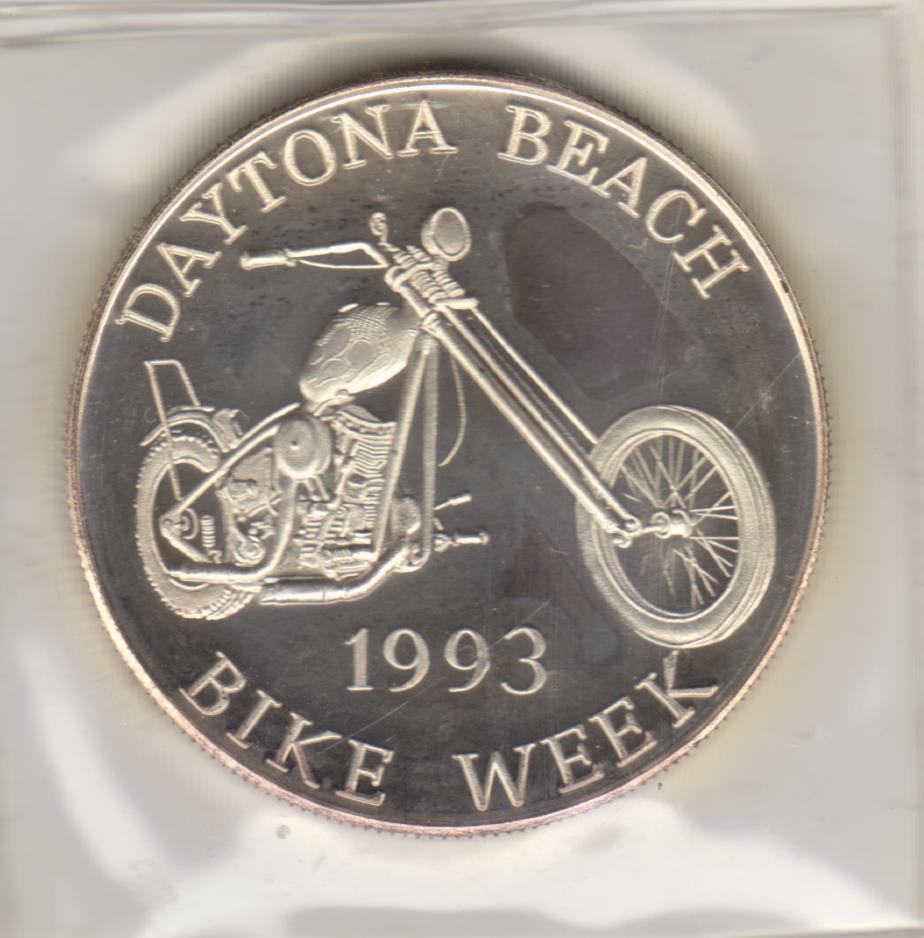 DAYTONA BEACH
1993
BIKE WEEK